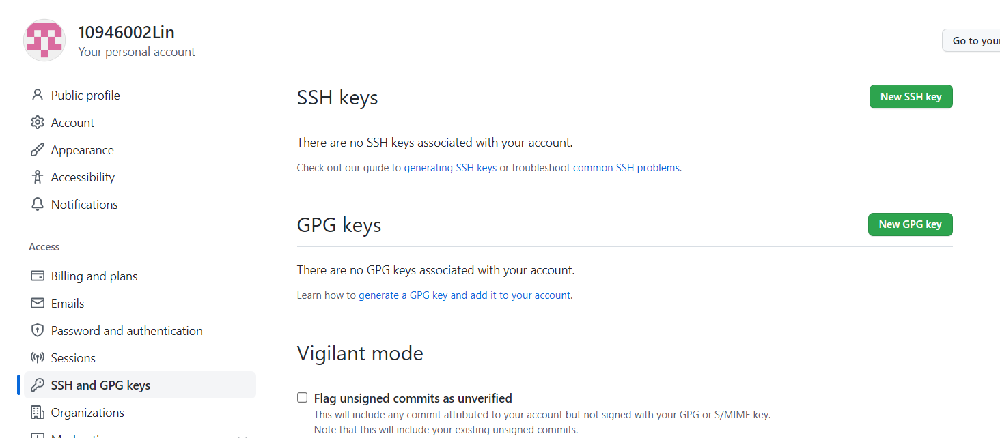 10946002Lin
Your personal account
Go to your
Public profile
Account
Appearance
Accessibility
Notifications
Access
Billing and plans
Emails
Password and authentication
Sessions
SSH and GPG keys
Organizations
SSH keys
New SSH key
There are no SSH keys associated with your account.
Check out our guide to generating SSH keys or troubleshoot common SSH problems.
GPG keys
New GPG key
There are no GPG keys associated with your account.
Learn how to generate a GPG key and add it to your account.
Vigilant mode
Flag unsigned commits as unverified
This will include any commit attributed to your account but not signed with your GPG or S/MIME key.
Note that this will include your existing unsigned commits.